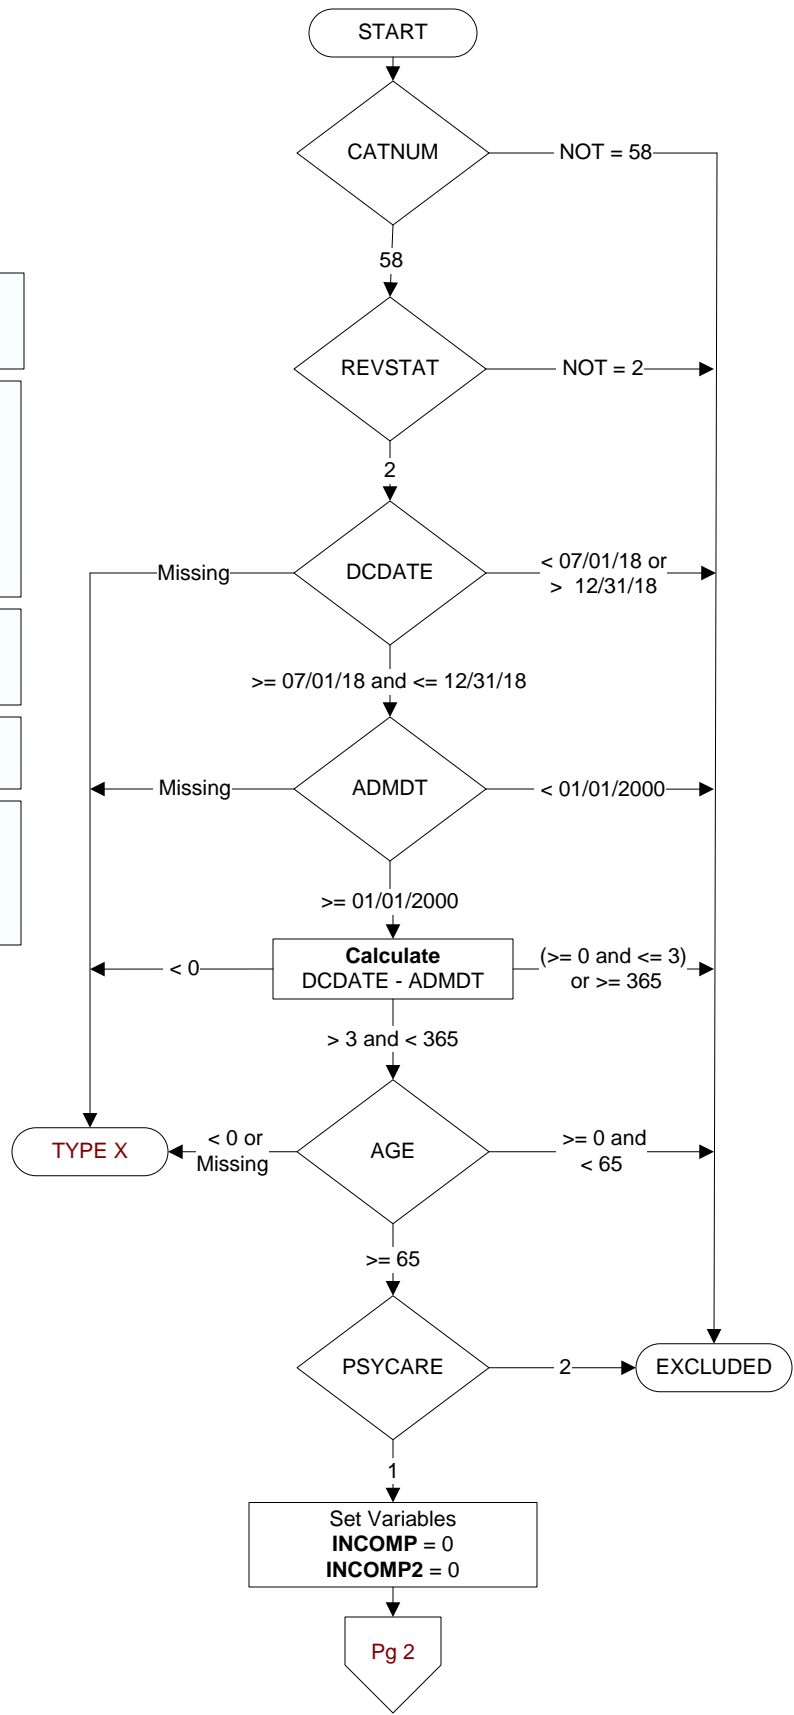 START
CATNUM
NOT = 58
58
REVSTAT
NOT = 2
2
Missing
DCDATE
< 07/01/18 or
> 12/31/18
>= 07/01/18 and <= 12/31/18
Missing
ADMDT
< 01/01/2000
>= 01/01/2000
< 0
Calculate
DCDATE - ADMDT
(>= 0 and <= 3)
or >= 365
> 3 and < 365
TYPE X
< 0 or
Missing
AGE
>= 0 and
< 65
>= 65
PSYCARE
2
EXCLUDED
1
Set Variables
INCOMP = 0
INCOMP2 = 0
Pg 2